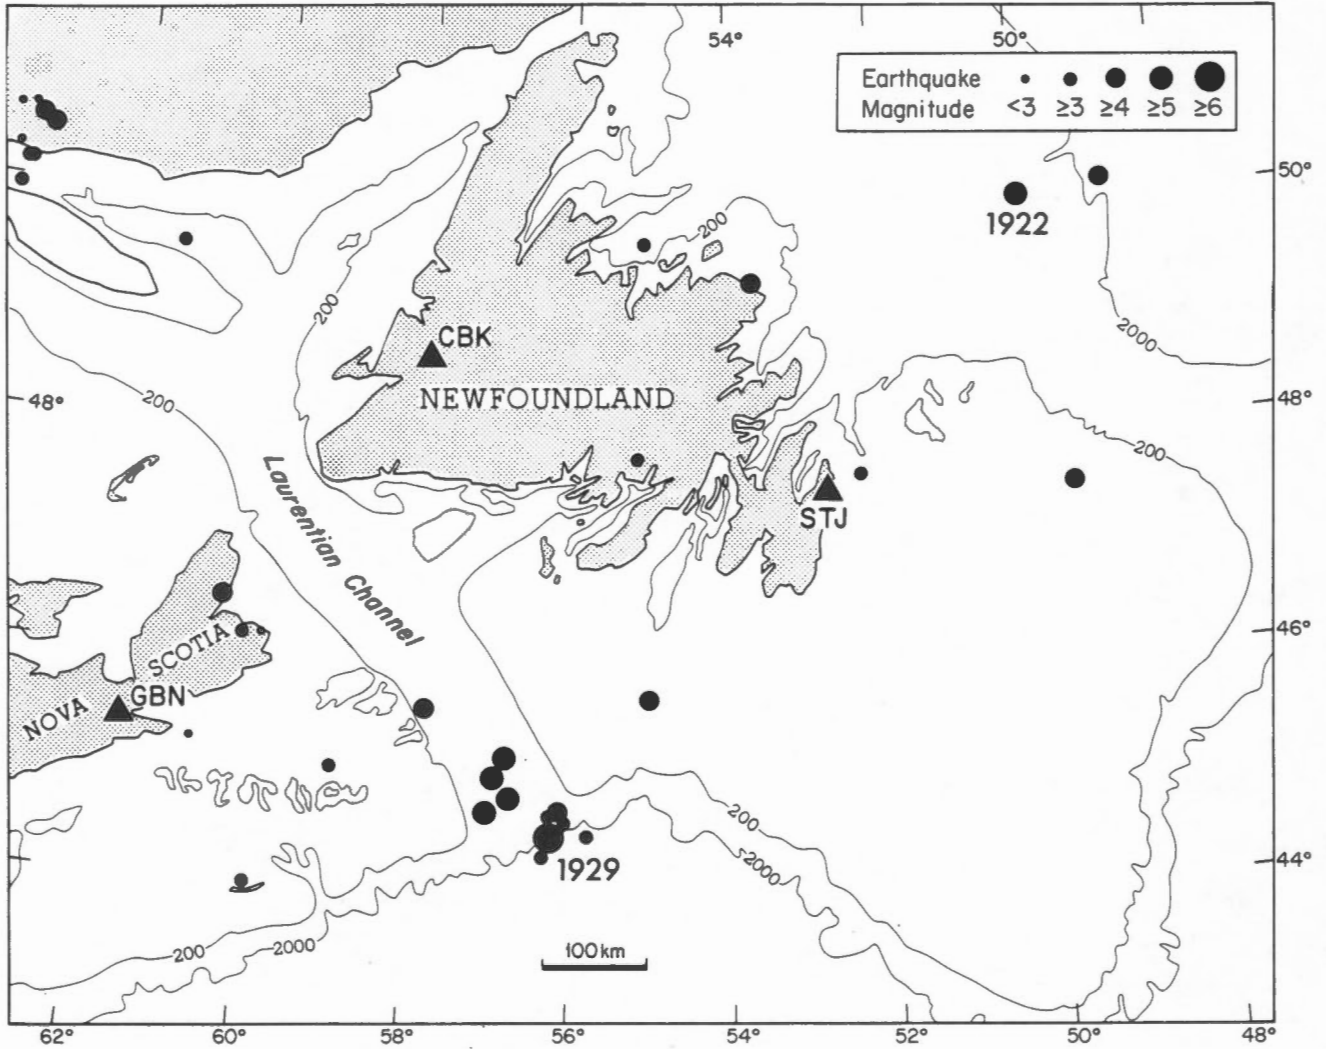 54°
50°
Earthquake
Magnitude <3 ≥3 ≥4 ≥5 ≥6
50°
1922
200
200
2000
CBK
NEWFOUNDLAND
48°
200
48°
200
Laurentian Channel
STJ
46°
NOVA SCOTIA
GBN
200
2000
44°
1929
100km
200
2000
62° 60° 58° 56° 54° 52° 50° 48°